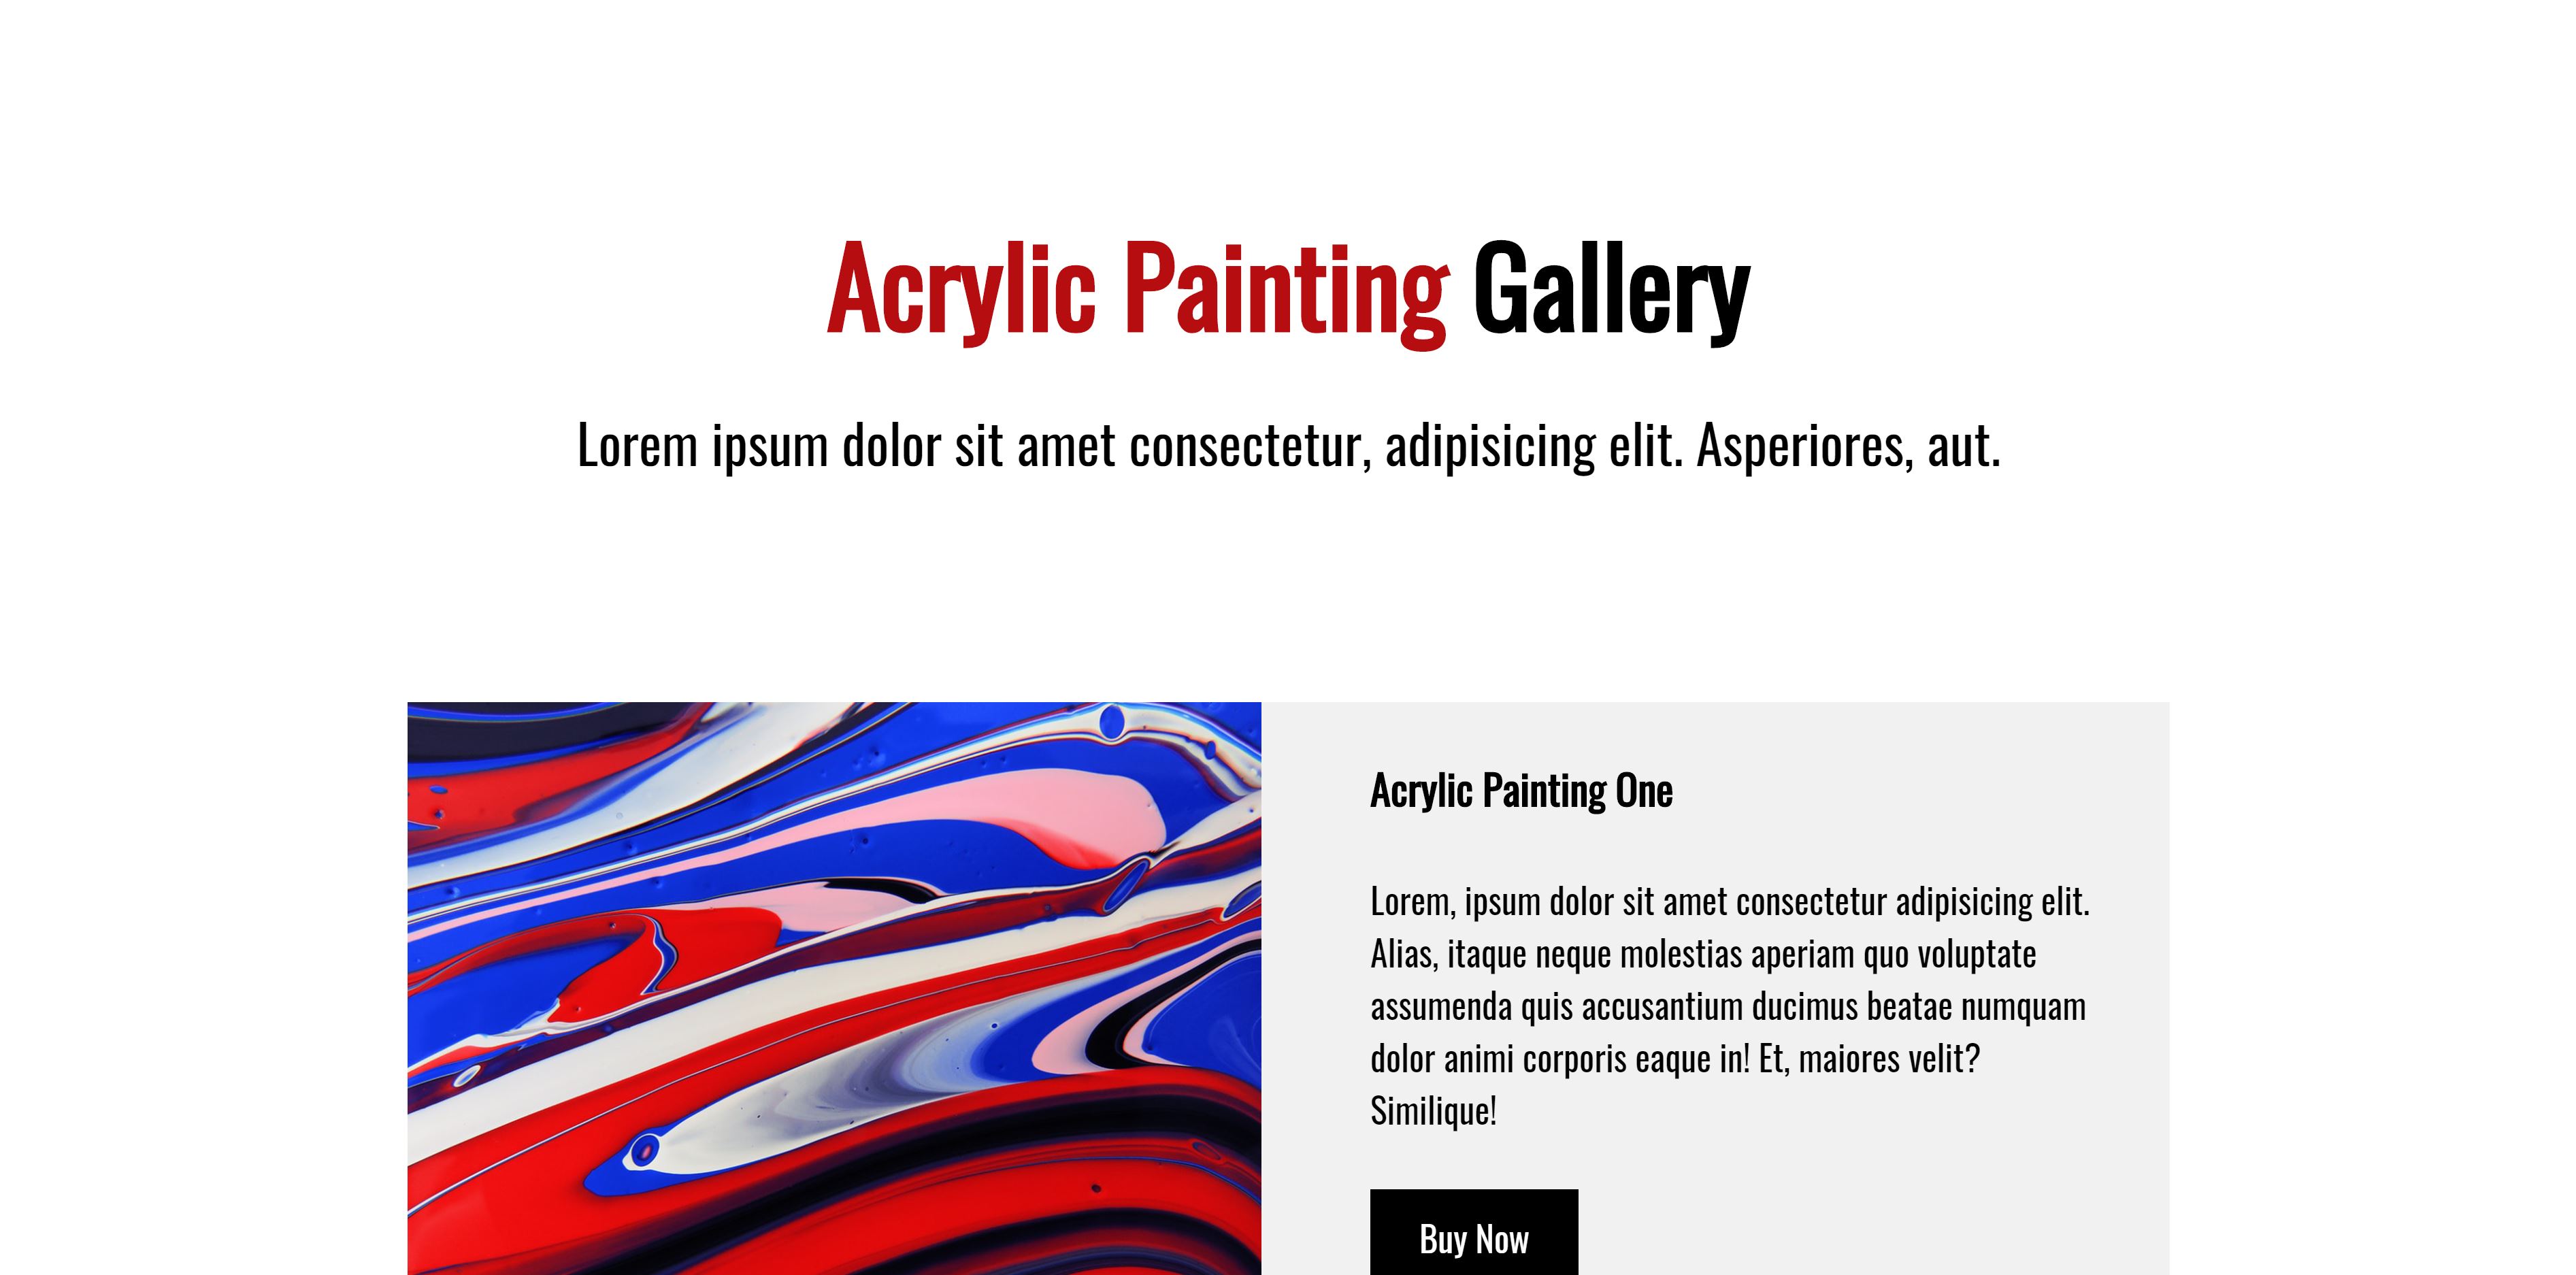 Acrylic Painting Gallery
Lorem ipsum dolor sit amet consectetur, adipisicing elit. Asperiores, aut.
Acrylic Painting One
Lorem, ipsum dolor sit amet consectetur adipisicing elit.
Alias, itaque neque molestias aperiam quo voluptate
assumenda quis accusantium ducimus beatae numquam
dolor animi corporis eaque in! Et, maiores velit?
Similique!
Buy Now